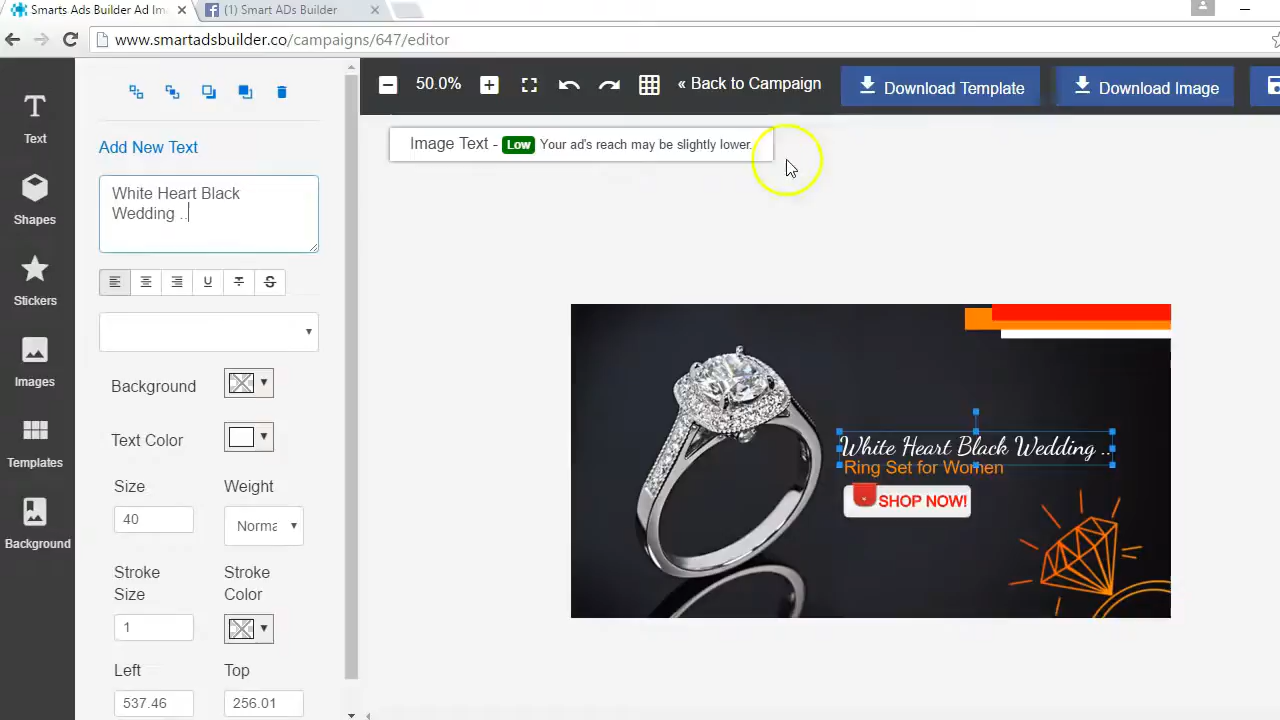 Smarts Ads Builder Ad Im
(1) Smart ADs Builder
www.smartadsbuilder.co/campaigns/647/editor
50.0%
« Back to Campaign
Download Template
Download Image
Text
Shapes
Stickers
Images
Templates
Background
Add New Text
White Heart Black
Wedding ..
U
T
S
Background
Text Color
Size
Weight
40
Norma
Stroke
Size
Stroke
Color
1
Left
Top
537.46
256.01
Image Text - Low Your ad's reach may be slightly lower.
White Heart Black Wedding ..
Ring Set for Women
SHOP NOW!